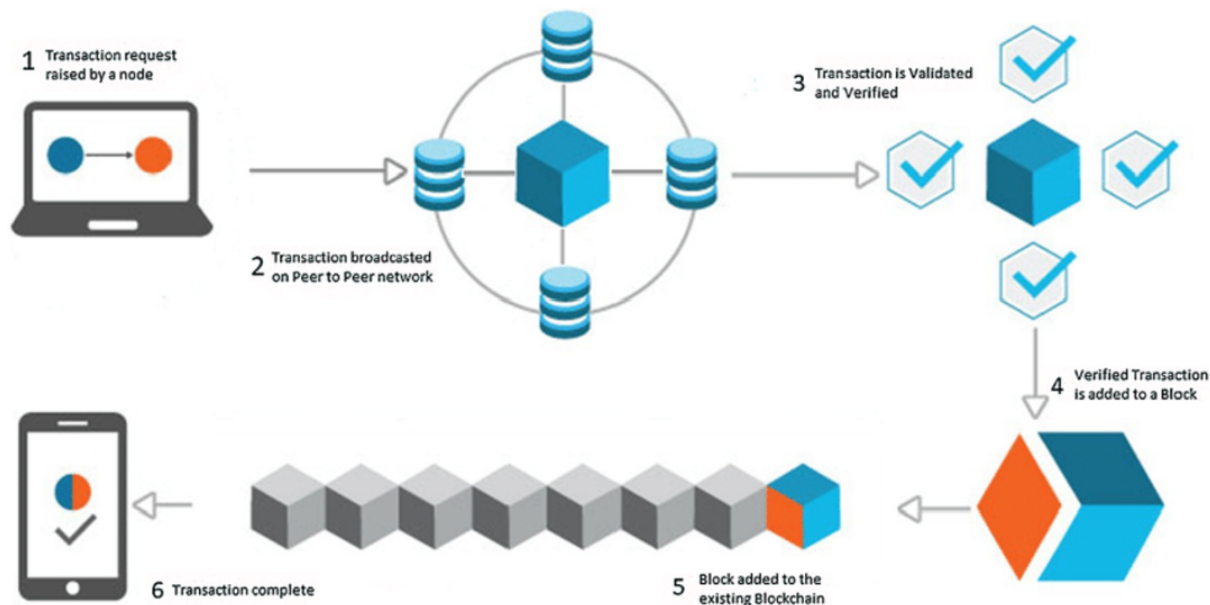 1 Transaction request
raised by a node
2 Transaction broadcasted
on Peer to Peer network
3 Transaction is Validated
and Verified
4 Verified Transaction
is added to a Block
5 Block added to the
existing Blockchain
6 Transaction complete